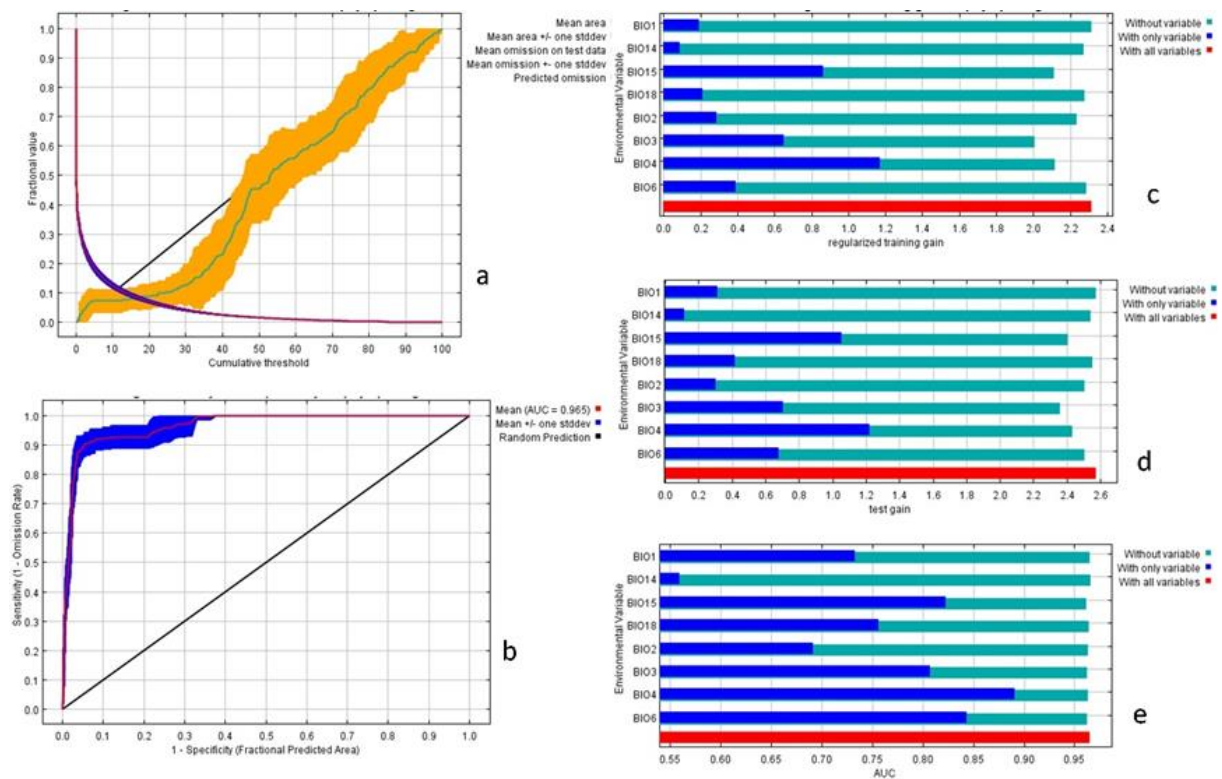 Mean area
Mean area +/- one stddev
Mean omission on test data
Mean omission +- one stddev
Predicted omission
Fractional value
1.0
0.9
0.8
0.7
0.6
0.5
0.4
0.3
0.2
0.1
0.0
0 10 20 30 40 50 60 70 80 90 100
Cumulative threshold
a
Mean (AUC = 0.965)
Mean +/- one stddev
Random Prediction
Sensitivity (1 - Omission Rate)
1.0
0.9
0.8
0.7
0.6
0.5
0.4
0.3
0.2
0.1
0.0
0.0 0.1 0.2 0.3 0.4 0.5 0.6 0.7 0.8 0.9 1.0
1 - Specificity (Fractional Predicted Area)
b
Without variable
With only variable
With all variables
Environmental Variable
BIO1
BIO14
BIO15
BIO18
BIO2
BIO3
BIO4
BIO6
0.0 0.2 0.4 0.6 0.8 1.0 1.2 1.4 1.6 1.8 2.0 2.2 2.4
regularized training gain
c
Without variable
With only variable
With all variables
Environmental Variable
BIO1
BIO14
BIO15
BIO18
BIO2
BIO3
BIO4
BIO6
0.0 0.2 0.4 0.6 0.8 1.0 1.2 1.4 1.6 1.8 2.0 2.2 2.4 2.6
test gain
d
Without variable
With only variable
With all variables
Environmental Variable
BIO1
BIO14
BIO15
BIO18
BIO2
BIO3
BIO4
BIO6
0.55 0.60 0.65 0.70 0.75 0.80 0.85 0.90 0.95
AUC
e